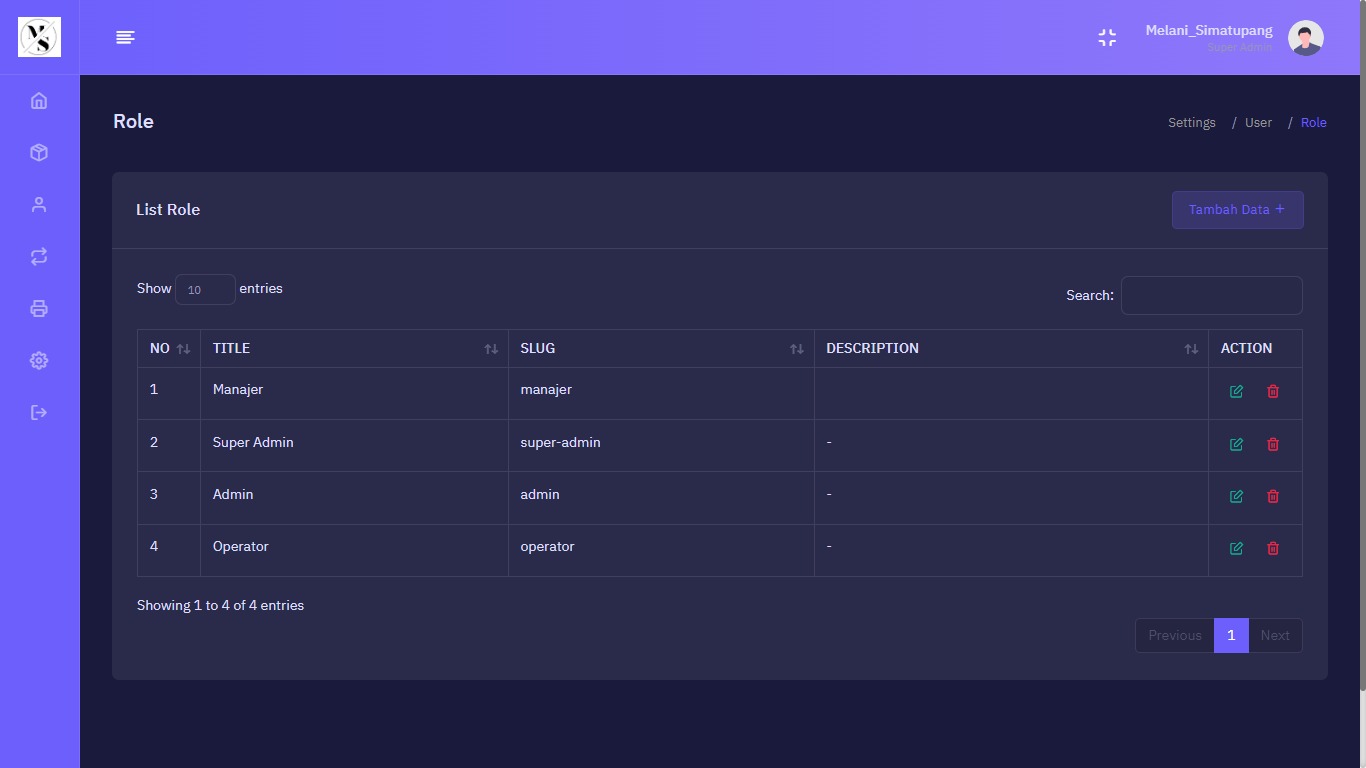 MS
Melani_Simatupang
Super Admin
Role
Settings / User / Role
List Role
Tambah Data +
Show 10 entries
Search:
NO TITLE SLUG DESCRIPTION ACTION
1 Manajer manajer
2 Super Admin super-admin -
3 Admin admin -
4 Operator operator -
Showing 1 to 4 of 4 entries
Previous 1 Next